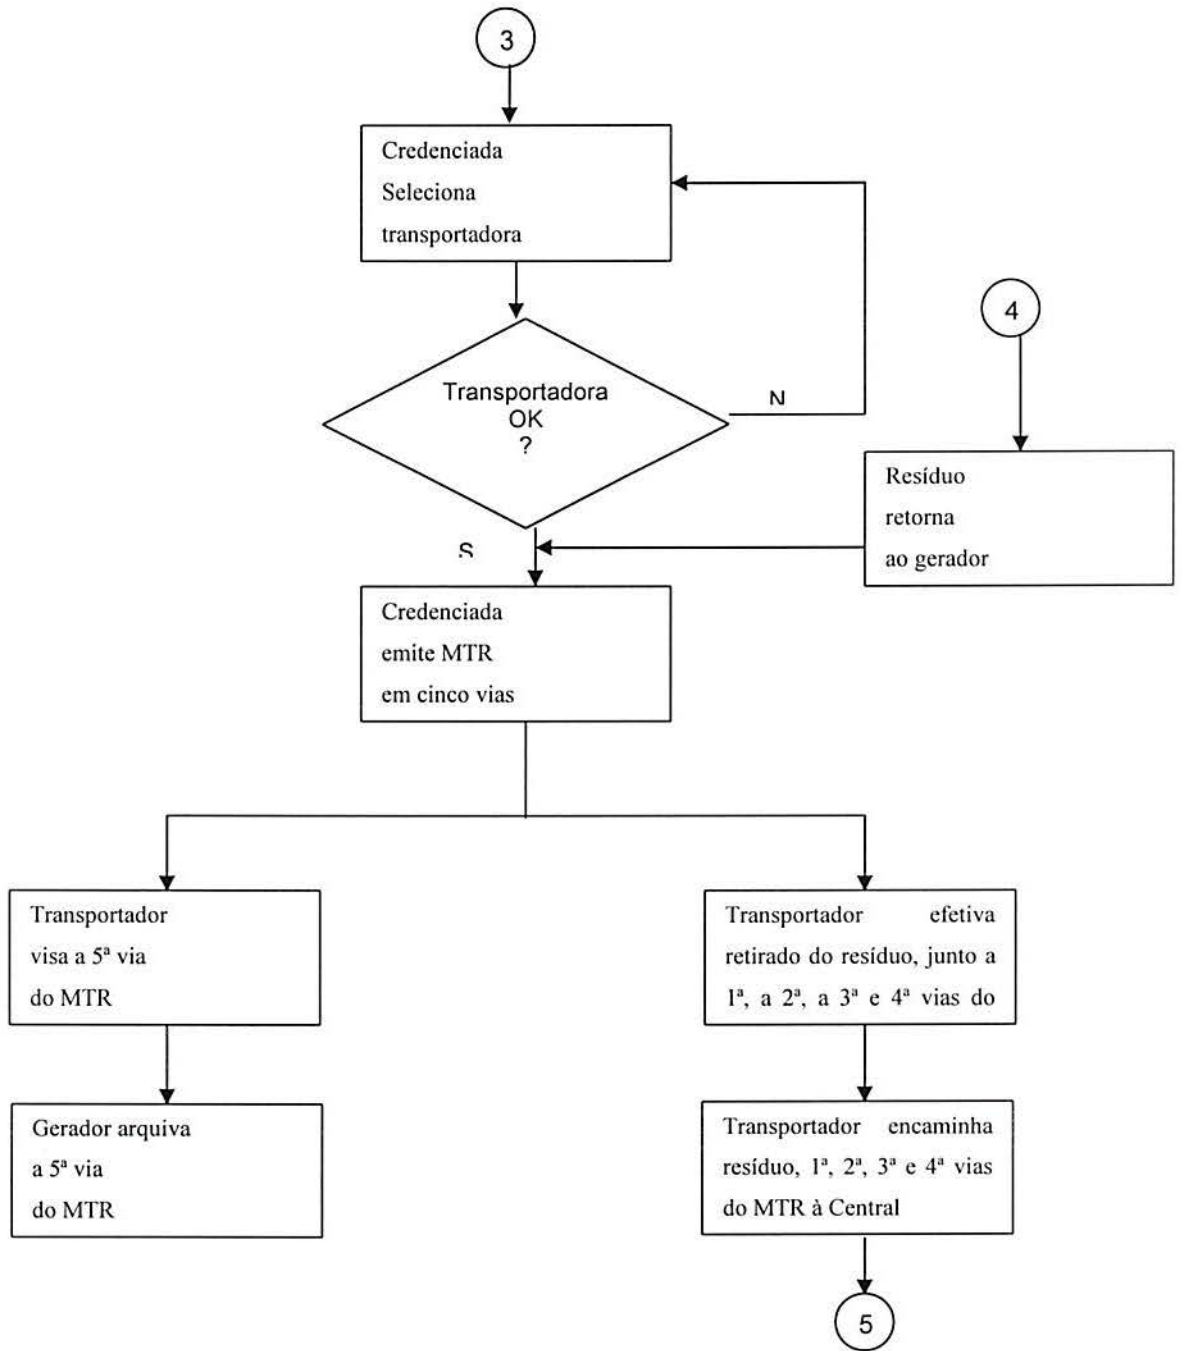 3
Credenciada
Seleciona
transportadora
4
Transportadora
OK
?
N
Resíduo
retorna
ao gerador
S
Credenciada
emite MTR
em cinco vias
Transportador
visa a 5ª via
do MTR
Transportador efetiva
retirado do resíduo, junto a
1ª, a 2ª, a 3ª e 4ª vias do
Gerador arquiva
a 5ª via
do MTR
Transportador encaminha
resíduo, 1ª, 2ª, 3ª e 4ª vias
do MTR à Central
5